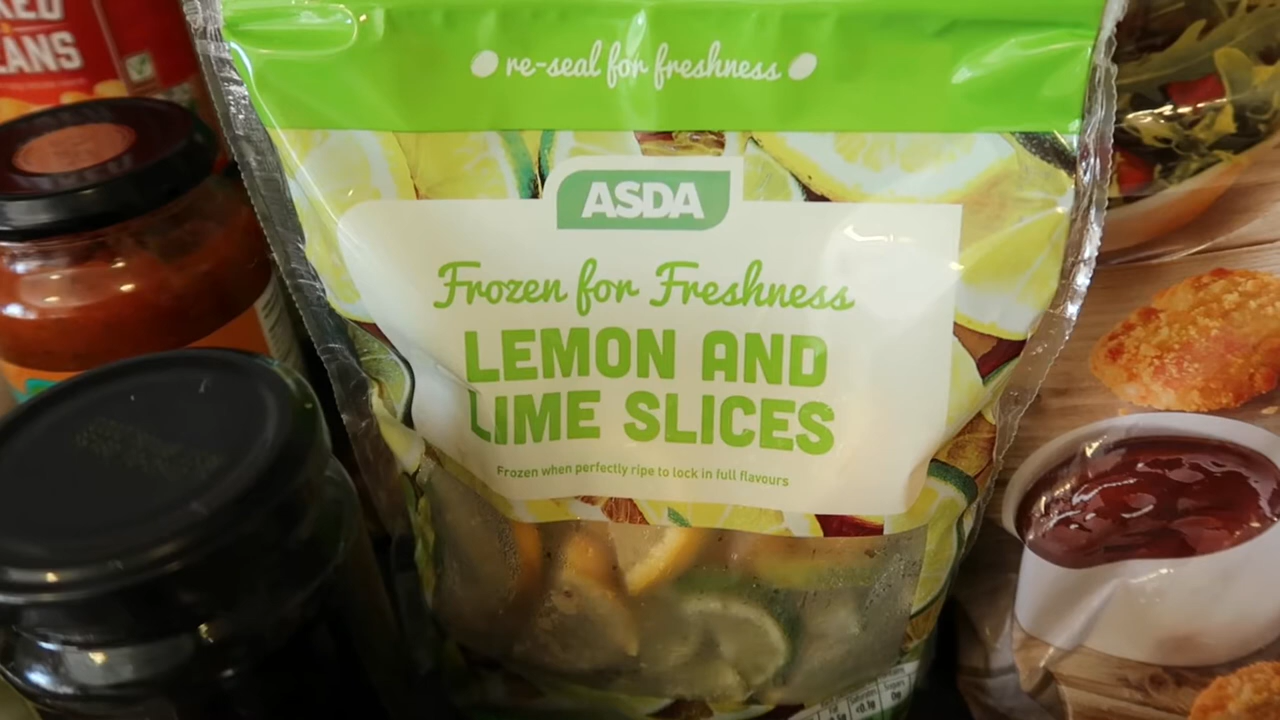 re-seal for freshness
ASDA
Frozen for Freshness
LEMON AND
LIME SLICES
Frozen when perfectly ripe to lock in full flavours